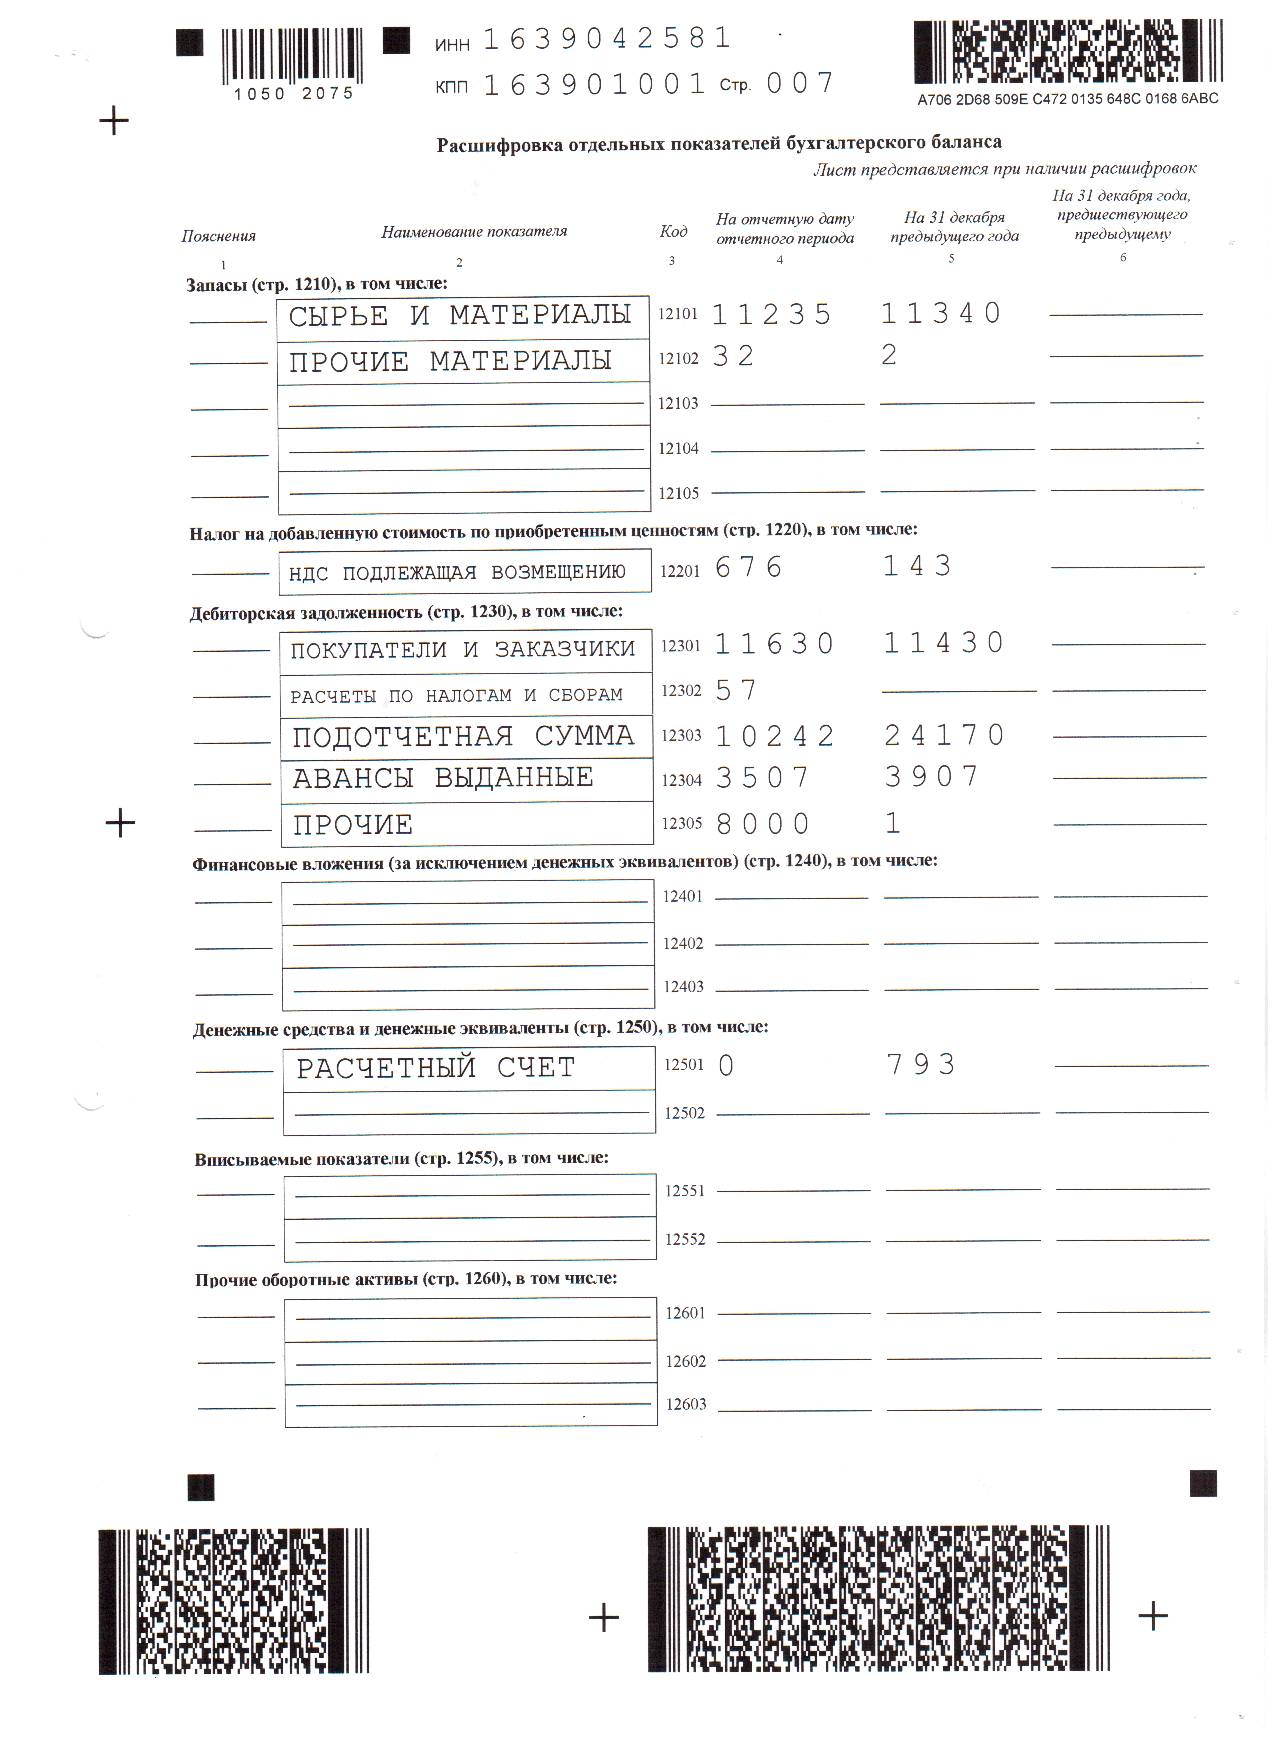 ИНН 1639042581
1050 2075
КПП 163901001 Стр. 007
A706 2D68 509E C472 0135 648C 0168 6ABC
Расшифровка отдельных показателей бухгалтерского баланса
Лист представляется при наличии расшифровок
Пояснения Наименование показателя Код На отчетную дату отчетного периода На 31 декабря предыдущего года На 31 декабря года, предшествующего предыдущему
1 2 3 4 5 6
Запасы (стр. 1210), в том числе:
СЫРЬЕ И МАТЕРИАЛЫ 12101 11235 11340
ПРОЧИЕ МАТЕРИАЛЫ 12102 32 2
12103
12104
12105
Налог на добавленную стоимость по приобретенным ценностям (стр. 1220), в том числе:
НДС ПОДЛЕЖАЩАЯ ВОЗМЕЩЕНИЮ 12201 676 143
Дебиторская задолженность (стр. 1230), в том числе:
ПОКУПАТЕЛИ И ЗАКАЗЧИКИ 12301 11630 11430
РАСЧЕТЫ ПО НАЛОГАМ И СБОРАМ 12302 57
ПОДОТЧЕТНАЯ СУММА 12303 10242 24170
АВАНСЫ ВЫДАННЫЕ 12304 3507 3907
ПРОЧИЕ 12305 8000 1
Финансовые вложения (за исключением денежных эквивалентов) (стр. 1240), в том числе:
12401
12402
12403
Денежные средства и денежные эквиваленты (стр. 1250), в том числе:
РАСЧЕТНЫЙ СЧЕТ 12501 0 793
12502
Вписываемые показатели (стр. 1255), в том числе:
12551
12552
Прочие оборотные активы (стр. 1260), в том числе:
12601
12602
12603